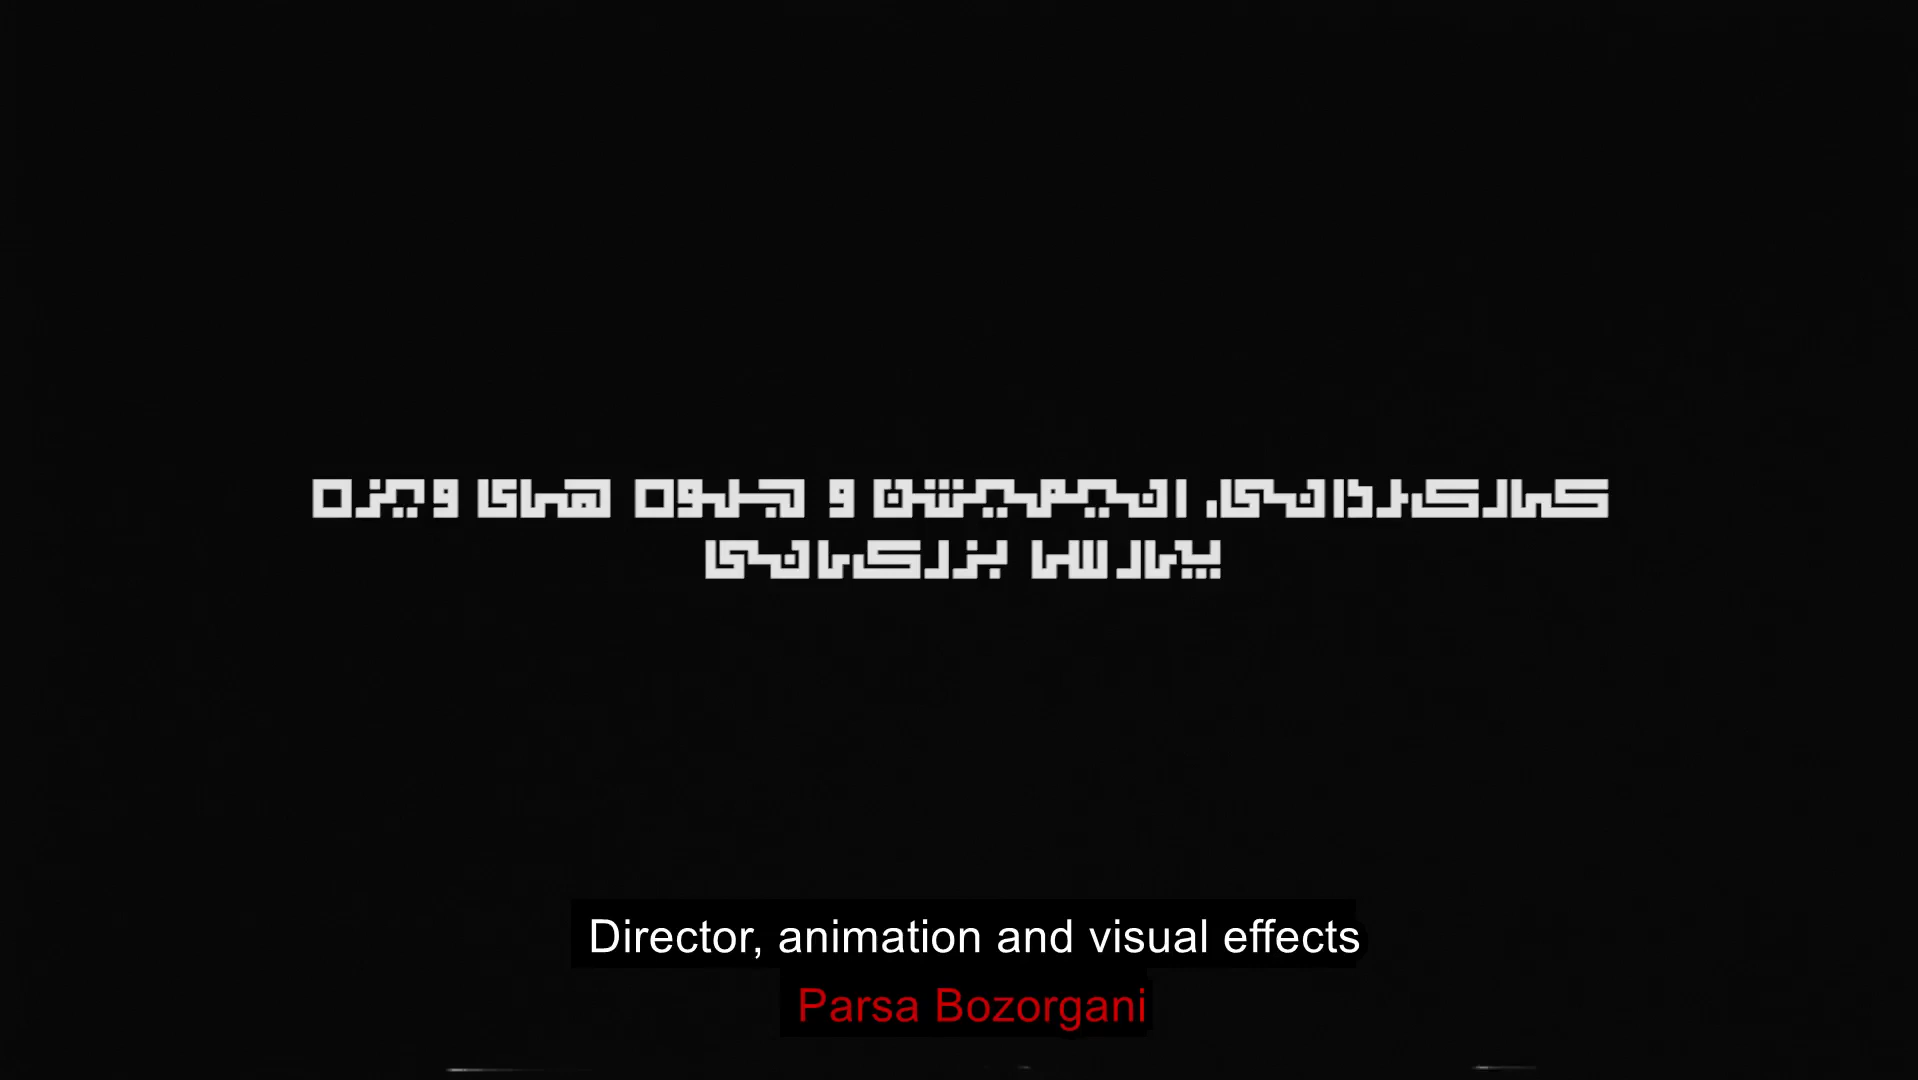 کارگردانی، انیمیشن و جلوه های ویژه
پارسا بزرگانی
Director, animation and visual effects
Parsa Bozorgani